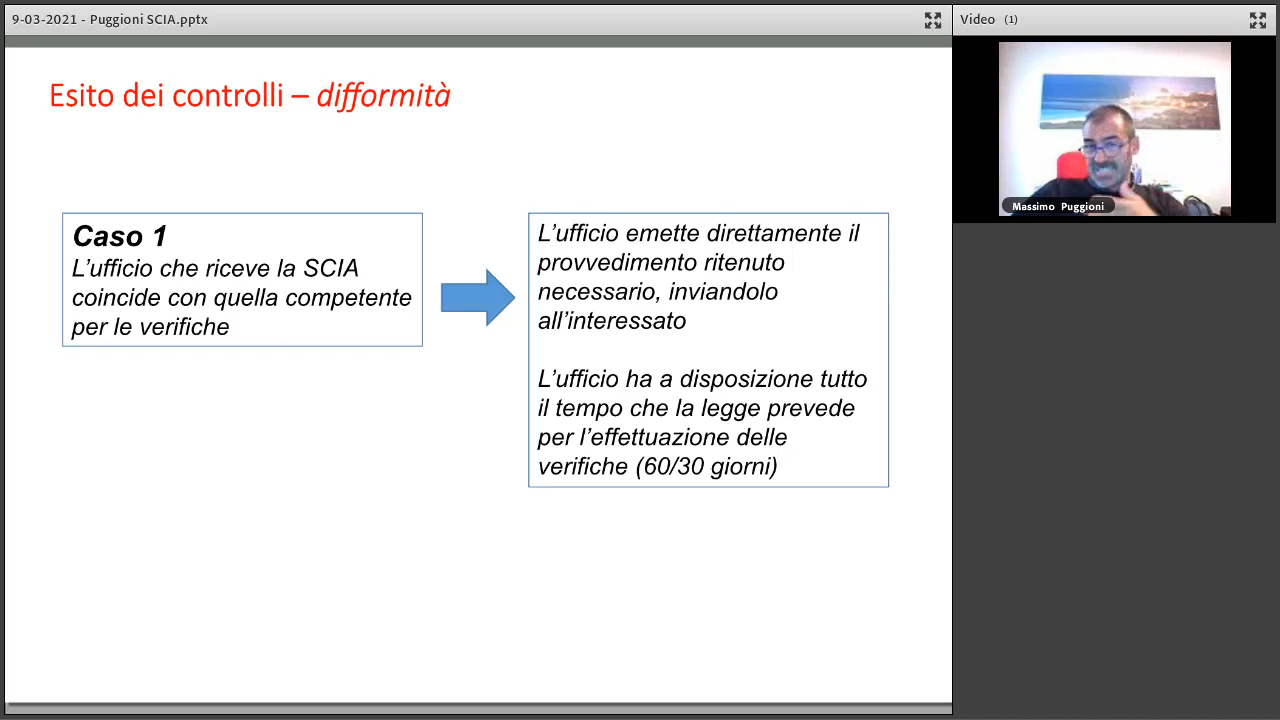 9-03-2021 - Puggioni SCIA.pptx
Video (1)
Esito dei controlli – difformità
Massimo Puggioni
Caso 1
L’ufficio che riceve la SCIA
coincide con quella competente
per le verifiche
L’ufficio emette direttamente il
provvedimento ritenuto
necessario, inviandolo
all’interessato
L’ufficio ha a disposizione tutto
il tempo che la legge prevede
per l’effettuazione delle
verifiche (60/30 giorni)